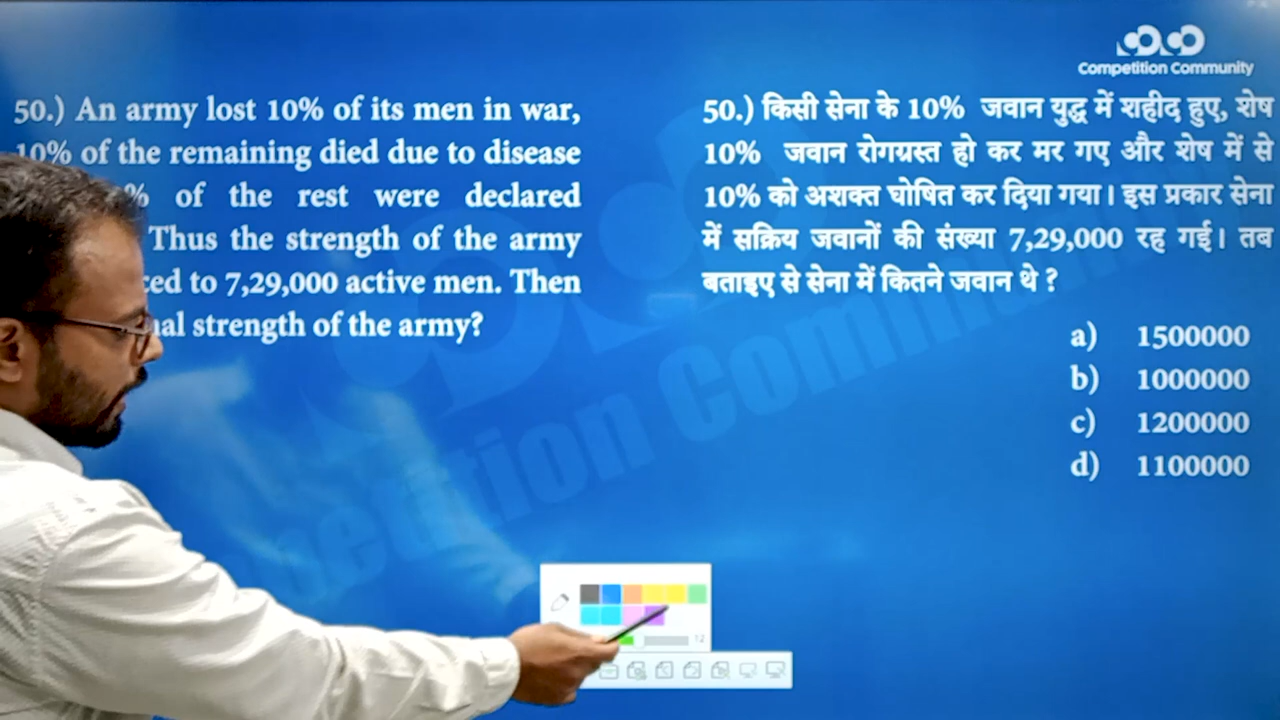 Competition Community
50.) An army lost 10% of its men in war,
10% of the remaining died due to disease
% of the rest were declared
Thus the strength of the army
ced to 7,29,000 active men. Then
nal strength of the army?
50.) किसी सेना के 10% जवान युद्ध में शहीद हुए, शेष
10% जवान रोगग्रस्त हो कर मर गए और शेष में से
10% को अशक्त घोषित कर दिया गया। इस प्रकार सेना
में सक्रिय जवानों की संख्या 7,29,000 रह गई। तब
बताइए से सेना में कितने जवान थे ?
a) 1500000
b) 1000000
c) 1200000
d) 1100000
12